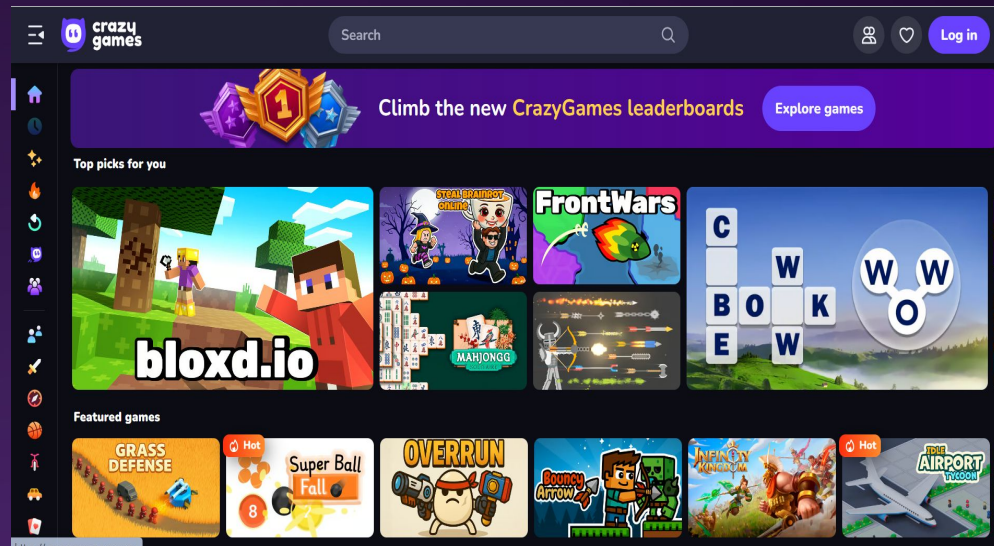 crazy
games
Search
Log in
Climb the new CrazyGames leaderboards
Explore games
1
Top picks for you
bloxd.io
STEAL BRAINROT
ONLINE
FrontWars
MAHJONGG
C
W
B O K
E W
W W
O
Featured games
GRASS
DEFENSE
Hot
Super Ball
Fall
8
OVERRUN
Bouncy
Arrow
INFINITY
KINGDOM
Hot
IDLE
AIRPORT
TYCOON